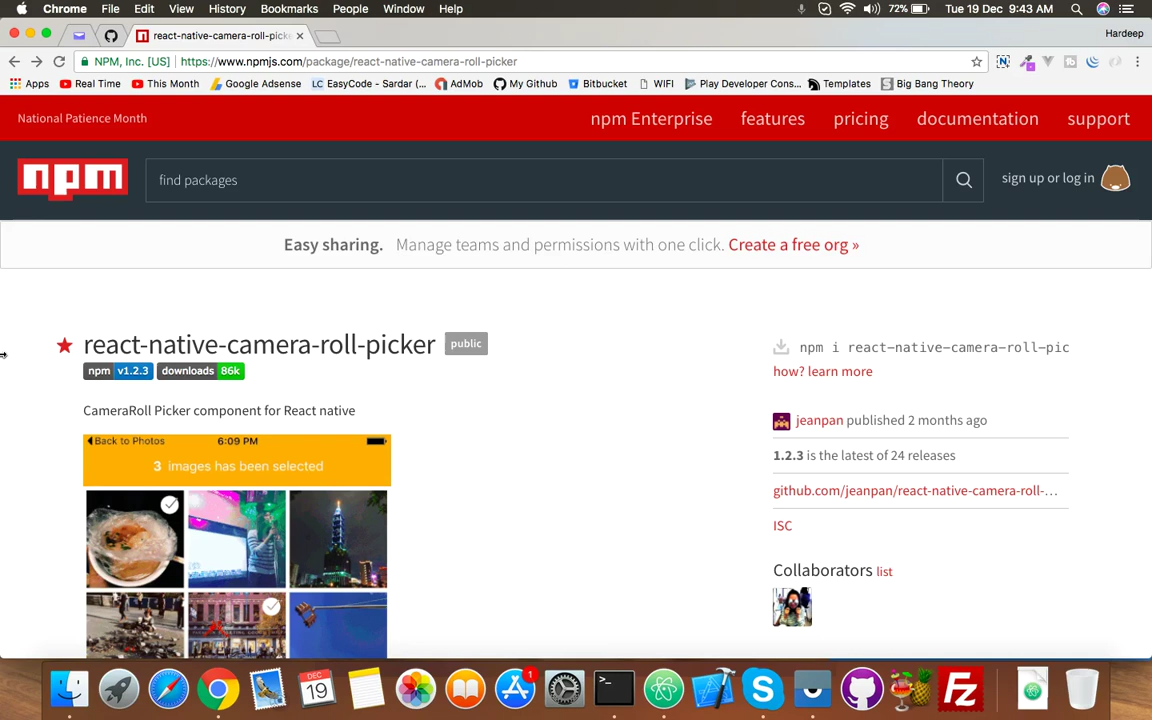 Chrome File Edit View History Bookmarks People Window Help 72% Tue 19 Dec 9:43 AM
react-native-camera-roll-picke Hardeep
NPM, Inc. [US] https://www.npmjs.com/package/react-native-camera-roll-picker
Apps Real Time This Month Google Adsense LC EasyCode - Sardar (... AdMob My Github Bitbucket WIFI Play Developer Cons... Templates Big Bang Theory
National Patience Month npm Enterprise features pricing documentation support
npm find packages sign up or log in
Easy sharing. Manage teams and permissions with one click. Create a free org »
react-native-camera-roll-picker public
npm v1.2.3 downloads 86k
CameraRoll Picker component for React native
Back to Photos 6:09 PM
3 images has been selected
npm i react-native-camera-roll-pic
how? learn more
jeanpan published 2 months ago
1.2.3 is the latest of 24 releases
github.com/jeanpan/react-native-camera-roll-...
ISC
Collaborators list
DEC
19
1
Fz